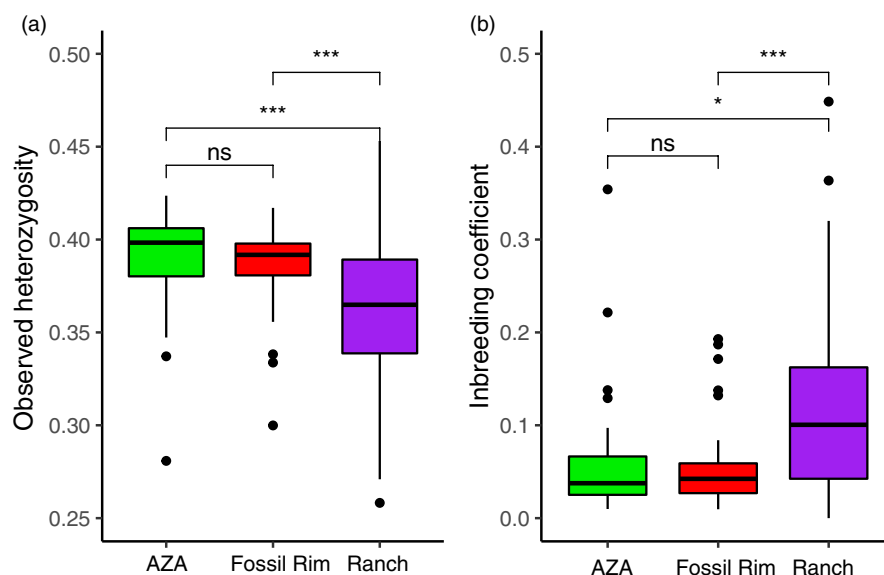 (a)
Observed heterozygosity
0.50
0.45
0.40
0.35
0.30
0.25
***
***
ns
AZA Fossil Rim Ranch
(b)
Inbreeding coefficient
0.5
0.4
0.3
0.2
0.1
0.0
***
*
ns
AZA Fossil Rim Ranch